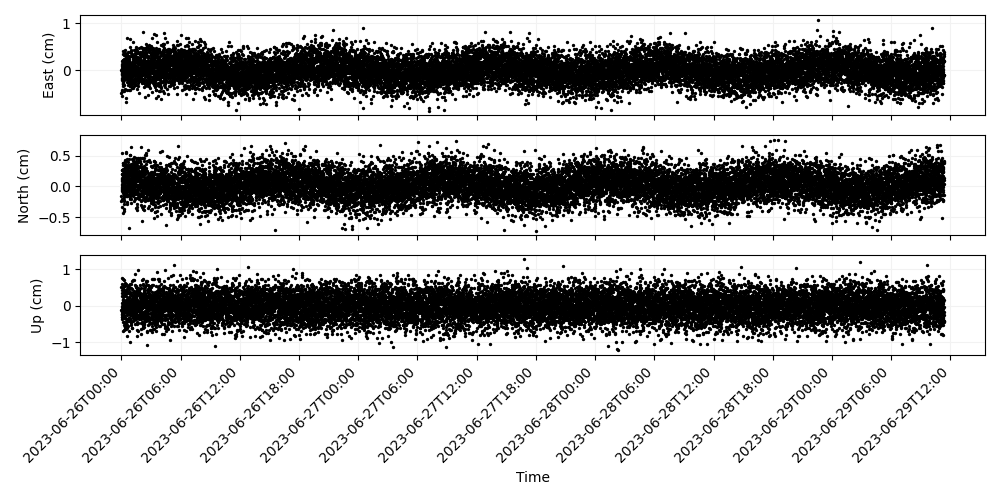 East (cm)
1
0
North (cm)
0.5
0.0
−0.5
Up (cm)
1
0
−1
2023-06-26T00:00
2023-06-26T06:00
2023-06-26T12:00
2023-06-26T18:00
2023-06-27T00:00
2023-06-27T06:00
2023-06-27T12:00
2023-06-27T18:00
2023-06-28T00:00
2023-06-28T06:00
2023-06-28T12:00
2023-06-28T18:00
2023-06-29T00:00
2023-06-29T06:00
2023-06-29T12:00
Time